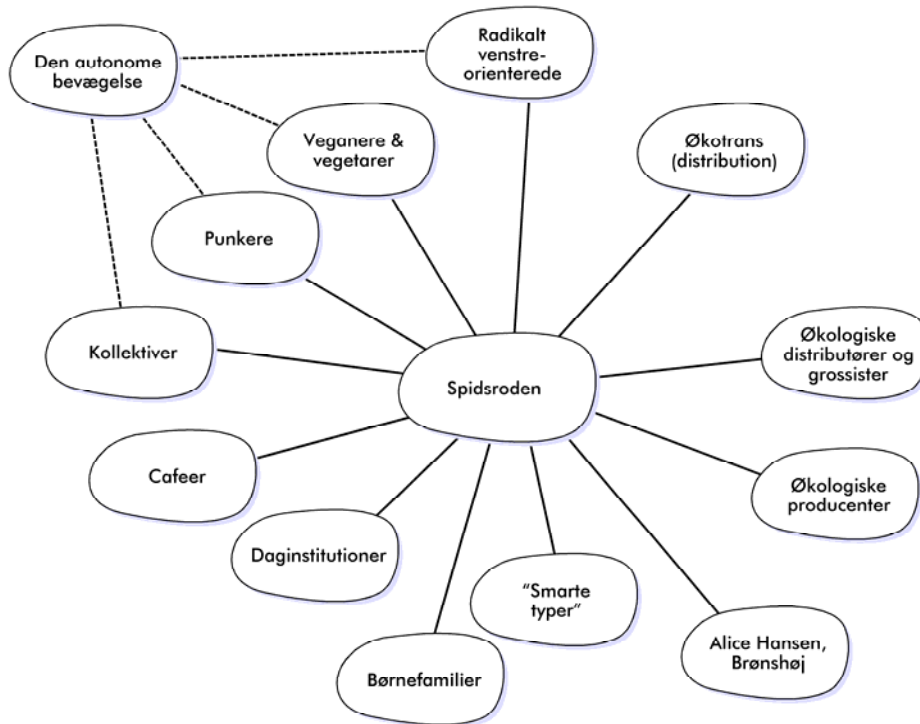 Den autonome
bevægelse
Radikalt
venstre-
orienterede
Veganere &
vegetarer
Økotrans
(distribution)
Punkere
Kollektiver
Økologiske
distributører og
grossister
Spidsroden
Cafeer
Økologiske
producenter
Daginstitutioner
"Smarte
typer"
Børnefamilier
Alice Hansen,
Brønshøj